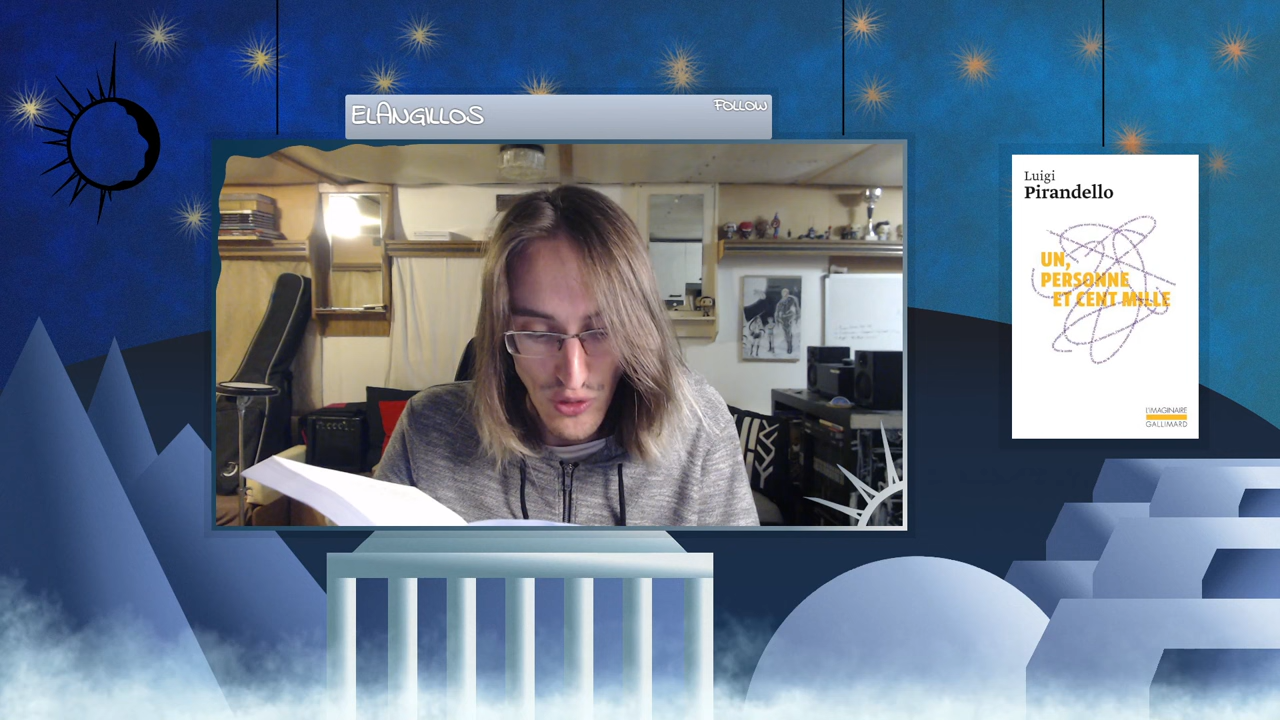 ELANGILLOS
FOLLOW
Luigi
Pirandello
UN,
PERSONNE
ET CENT MILLE
L'IMAGINAIRE
GALLIMARD